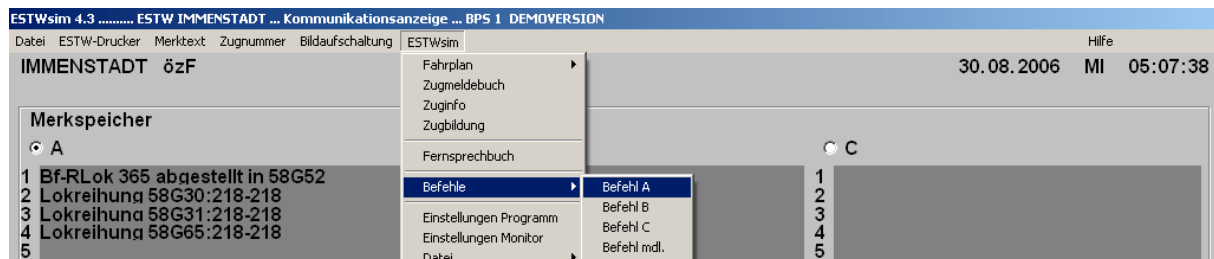 ESTWsim 4.3 ......... ESTW IMMENSTADT ... Kommunikationsanzeige ... BPS 1 DEMOVERSION
Datei ESTW-Drucker Merktext Zugnummer Bildaufschaltung ESTWsim Hilfe
IMMENSTADT özF 30.08.2006 MI 05:07:38
Fahrplan
Zugmeldebuch
Zuginfo
Zugbildung
Fernsprechbuch
Befehle
Einstellungen Programm
Einstellungen Monitor
Datei
Befehl A
Befehl B
Befehl C
Befehl mdl.
Merkspeicher
A
1 Bf-RLok 365 abgestellt in 58G52
2 Lokreihung 58G30:218-218
3 Lokreihung 58G31:218-218
4 Lokreihung 58G65:218-218
5
C
1
2
3
4
5